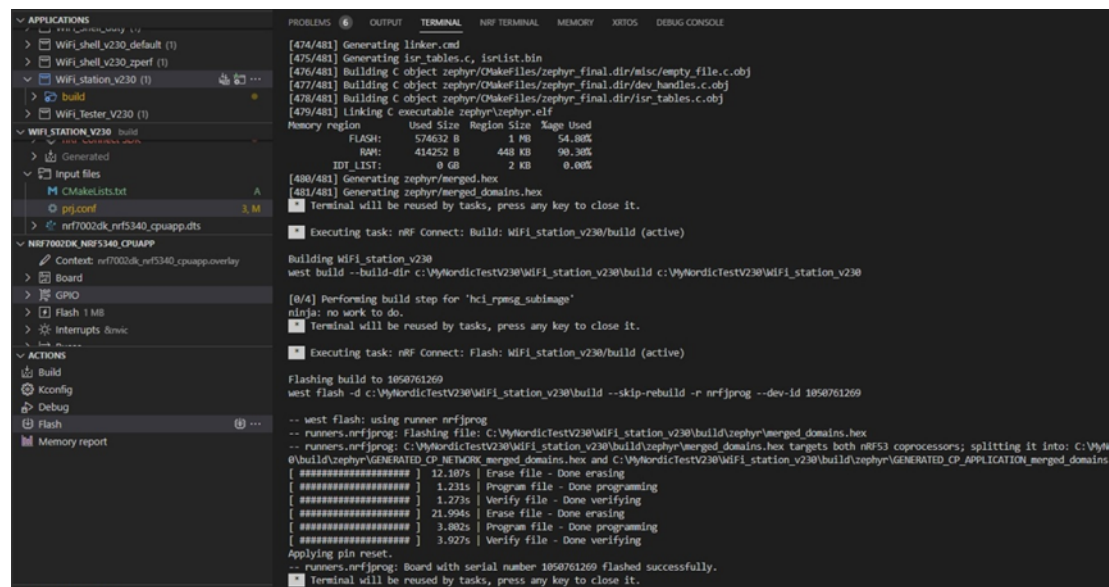 APPLICATIONS
WiFi_shell_v230_default (1)
WiFi_shell_v230_zperf (1)
WiFi_station_v230 (1)
build
WiFi_Tester_V230 (1)
WIFI_STATION_V230 build
Generated
Input files
CMakeLists.txt A
prj.conf 3, M
nrf7002dk_nrf5340_cpuapp.dts
NRF7002DK_NRF5340_CPUAPP
Context: nrf7002dk_nrf5340_cpuapp.overlay
Board
GPIO
Flash 1 MB
Interrupts &nvic
ACTIONS
Build
Kconfig
Debug
Flash
Memory report
PROBLEMS 6 OUTPUT TERMINAL NRF TERMINAL MEMORY XRTOS DEBUG CONSOLE
[474/481] Generating linker.cmd
[475/481] Generating isr_tables.c, isrList.bin
[476/481] Building C object zephyr/CMakeFiles/zephyr_final.dir/misc/empty_file.c.obj
[477/481] Building C object zephyr/CMakeFiles/zephyr_final.dir/dev_handles.c.obj
[478/481] Building C object zephyr/CMakeFiles/zephyr_final.dir/isr_tables.c.obj
[479/481] Linking C executable zephyr\zephyr.elf
Memory region Used Size Region Size %age Used
FLASH: 574632 B 1 MB 54.80%
RAM: 414252 B 448 KB 90.30%
IDT_LIST: 0 GB 2 KB 0.00%
[480/481] Generating zephyr/merged.hex
[481/481] Generating zephyr/merged_domains.hex
* Terminal will be reused by tasks, press any key to close it.
* Executing task: nRF Connect: Build: WiFi_station_v230/build (active)
Building WiFi_station_v230
west build --build-dir c:\MyNordicTestV230\WiFi_station_v230\build c:\MyNordicTestV230\WiFi_station_v230
[0/4] Performing build step for 'hci_rpmsg_subimage'
ninja: no work to do.
* Terminal will be reused by tasks, press any key to close it.
* Executing task: nRF Connect: Flash: WiFi_station_v230/build (active)
Flashing build to 1050761269
west flash -d c:\MyNordicTestV230\WiFi_station_v230\build --skip-rebuild -r nrfjprog --dev-id 1050761269
-- west flash: using runner nrfjprog
-- runners.nrfjprog: Flashing file: C:\MyNordicTestV230\WiFi_station_v230\build\zephyr\merged_domains.hex
-- runners.nrfjprog: C:\MyNordicTestV230\WiFi_station_v230\build\zephyr\merged_domains.hex targets both nRF53 coprocessors; splitting it into: C:\MyN
0\build\zephyr\GENERATED_CP_NETWORK_merged_domains.hex and C:\MyNordicTestV230\WiFi_station_v230\build\zephyr\GENERATED_CP_APPLICATION_merged_domains
[ #################### ] 12.107s | Erase file - Done erasing
[ #################### ] 1.231s | Program file - Done programming
[ #################### ] 1.273s | Verify file - Done verifying
[ #################### ] 21.994s | Erase file - Done erasing
[ #################### ] 3.802s | Program file - Done programming
[ #################### ] 3.927s | Verify file - Done verifying
Applying pin reset.
-- runners.nrfjprog: Board with serial number 1050761269 flashed successfully.
* Terminal will be reused by tasks, press any key to close it.